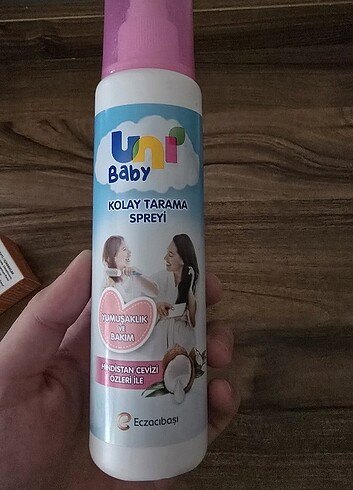 uni
Baby
KOLAY TARAMA
SPREYİ
YUMUŞAKLIK
VE
BAKIM
HİNDİSTAN CEVİZİ
ÖZLERİ İLE
Eczacıbaşı